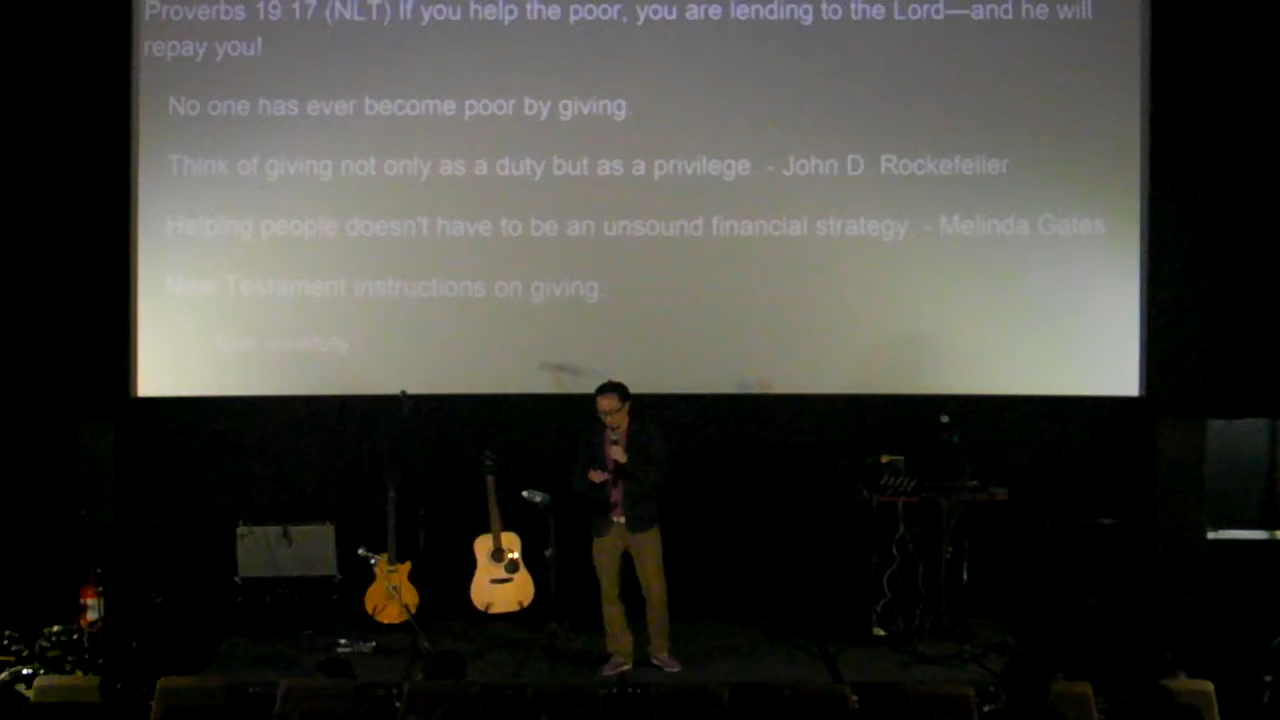 Proverbs 19:17 (NLT) If you help the poor, you are lending to the Lord—and he will
repay you!
No one has ever become poor by giving.
Think of giving not only as a duty but as a privilege. - John D. Rockefeller
Helping people doesn't have to be an unsound financial strategy. - Melinda Gates
New Testament instructions on giving.